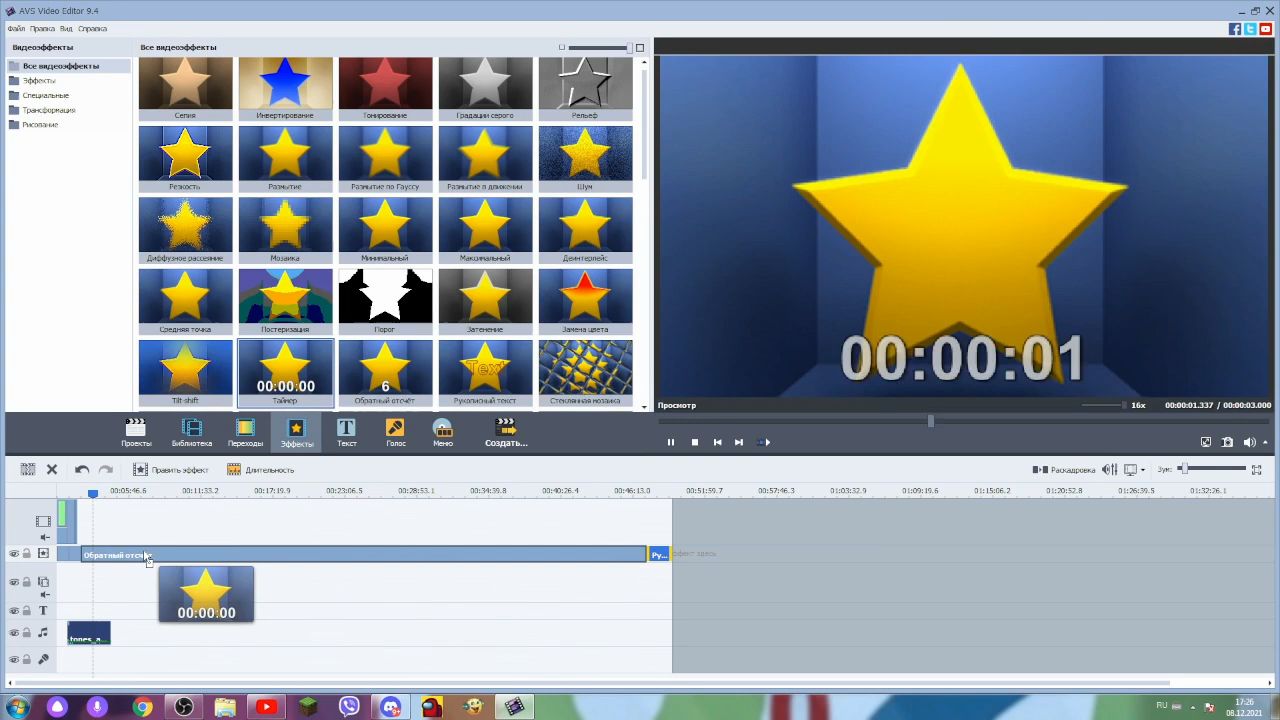 AVS Video Editor 9.4
Файл Правка Вид Справка
Видеоэффекты
Все видеоэффекты
Все видеоэффекты
Эффекты
Специальные
Трансформация
Рисование
Сепия Инвертирование Тонирование Градации серого Рельеф
Резкость Размытие Размытие по Гауссу Размытие в движении Шум
Диффузное рассеяние Мозаика Минимальный Максимальный Деинтерлейс
Средняя точка Постеризация Порог Затенение Замена цвета
00:00:00 6 Text
Tilt-shift Таймер Обратный отсчёт Рукописный текст Стеклянная мозаика
00:00:01
Просмотр 16x 00:00:01.337 / 00:00:03.000
Проекты Библиотека Переходы Эффекты Текст Голос Меню Создать...
Править эффект Длительность Раскадровка Зум:
00:05:46.6 00:11:33.2 00:17:19.9 00:23:06.5 00:28:53.1 00:34:39.8 00:40:26.4 00:46:13.0 00:51:59.7 00:57:46.3 01:03:32.9 01:09:19.6 01:15:06.2 01:20:52.8 01:26:39.5 01:32:26.1
Обратный Ру... здесь
00:00:00
T
tones_a...
RU 17:26
08.12.2021